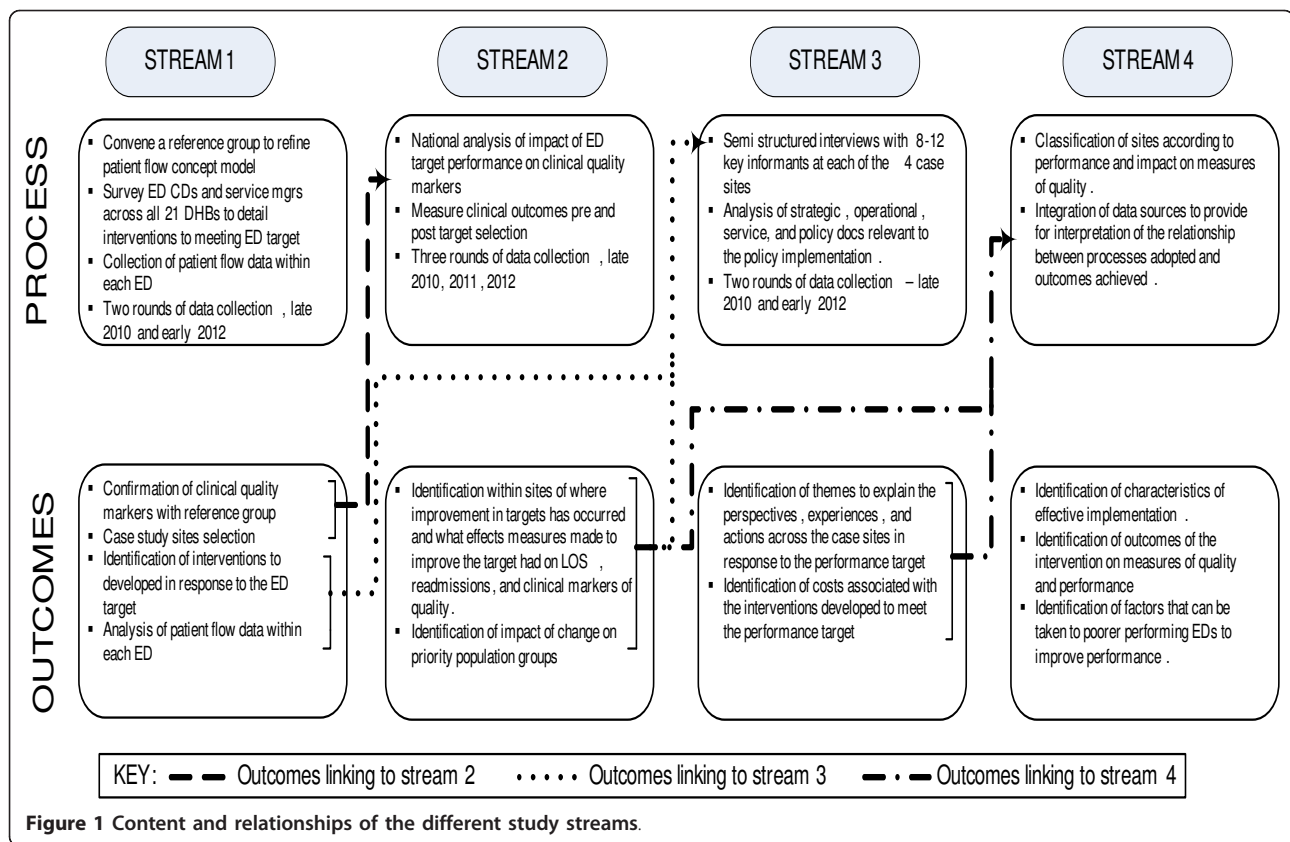 STREAM 1
STREAM 2
STREAM 3
STREAM 4
PROCESS
▪ Convene a reference group to refine
patient flow concept model
▪ Survey ED CDs and service mgrs
across all 21 DHBs to detail
interventions to meeting ED target
▪ Collection of patient flow data within
each ED
▪ Two rounds of data collection , late
2010 and early 2012
▪ National analysis of impact of ED
target performance on clinical quality
markers
▪ Measure clinical outcomes pre and
post target selection
▪ Three rounds of data collection , late
2010, 2011 , 2012
▪ Semi structured interviews with 8-12
key informants at each of the 4 case
sites
▪ Analysis of strategic , operational ,
service, and policy docs relevant to
the policy implementation .
▪ Two rounds of data collection – late
2010 and early 2012
▪ Classification of sites according to
performance and impact on measures
of quality .
▪ Integration of data sources to provide
for interpretation of the relationship
between processes adopted and
outcomes achieved .
OUTCOMES
▪ Confirmation of clinical quality
markers with reference group
▪ Case study sites selection
▪ Identification of interventions to
developed in response to the ED
target
▪ Analysis of patient flow data within
each ED
▪ Identification within sites of where
improvement in targets has occurred
and what effects measures made to
improve the target had on LOS ,
readmissions , and clinical markers of
quality .
▪ Identification of impact of change on
priority population groups
▪ Identification of themes to explain the
perspectives , experiences , and
actions across the case sites in
response to the performance target
▪ Identification of costs associated with
the interventions developed to meet
the performance target
▪ Identification of characteristics of
effective implementation .
▪ Identification of outcomes of the
intervention on measures of quality
and performance
▪ Identification of factors that can be
taken to poorer performing EDs to
improve performance .
KEY: Outcomes linking to stream 2 Outcomes linking to stream 3 Outcomes linking to stream 4
Figure 1 Content and relationships of the different study streams.